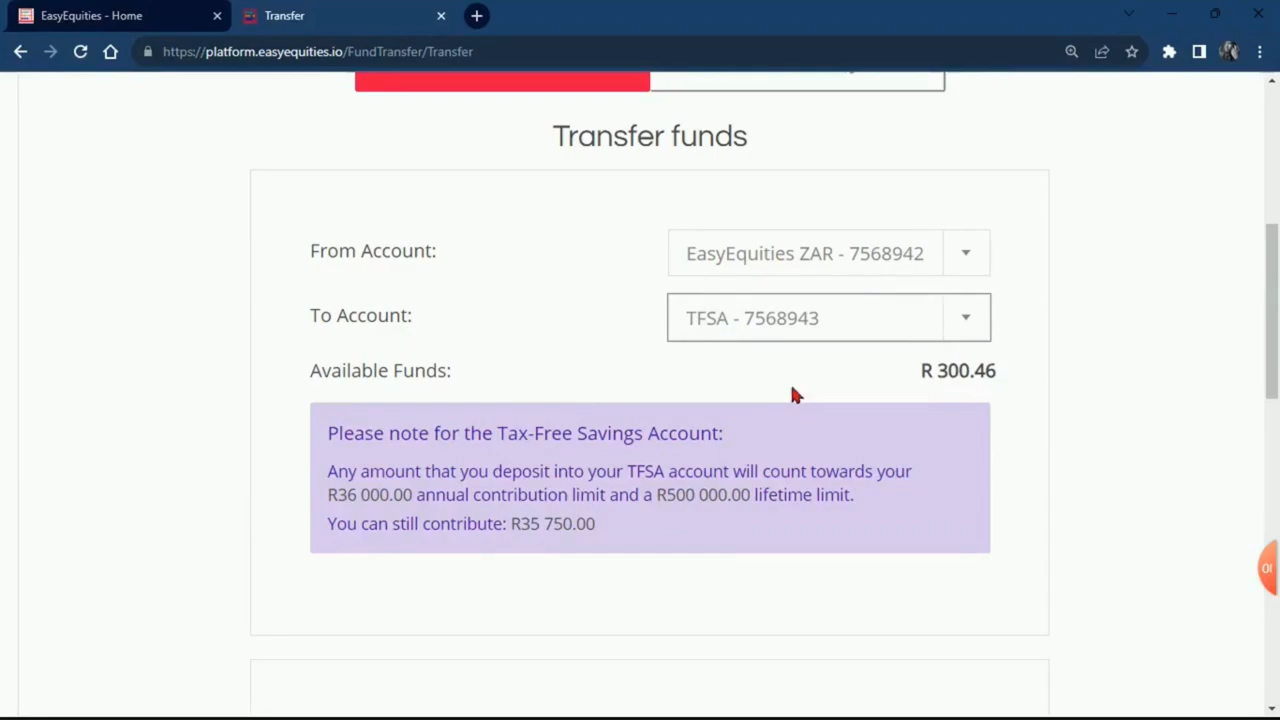 EasyEquities - Home
Transfer
https://platform.easyequities.io/FundTransfer/Transfer
Transfer funds
From Account:
EasyEquities ZAR - 7568942
To Account:
TFSA - 7568943
Available Funds:
R 300.46
Please note for the Tax-Free Savings Account:
Any amount that you deposit into your TFSA account will count towards your
R36 000.00 annual contribution limit and a R500 000.00 lifetime limit.
You can still contribute: R35 750.00